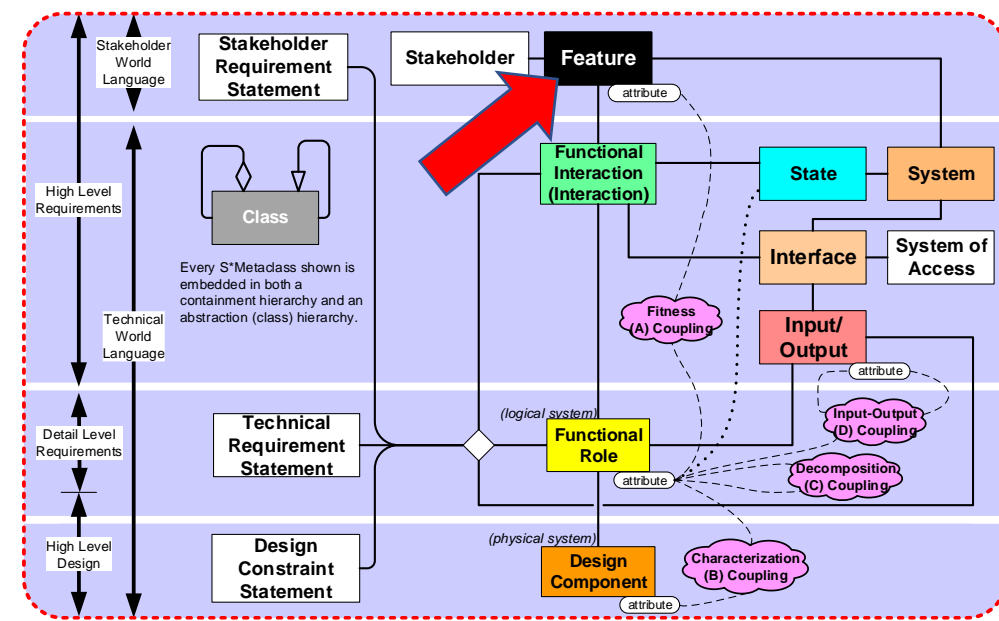 Stakeholder
World
Language
Stakeholder
Requirement
Statement
Stakeholder
Feature
attribute
High Level
Requirements
Technical
World
Language
Class
Every S*Metaclass shown is
embedded in both a
containment hierarchy and an
abstraction (class) hierarchy.
Functional
Interaction
(Interaction)
State
System
Interface
System of
Access
Fitness
(A) Coupling
Input/
Output
attribute
Detail Level
Requirements
Technical
Requirement
Statement
(logical system)
Functional
Role
attribute
Input-Output
(D) Coupling
Decomposition
(C) Coupling
High Level
Design
Design
Constraint
Statement
(physical system)
Design
Component
attribute
Characterization
(B) Coupling